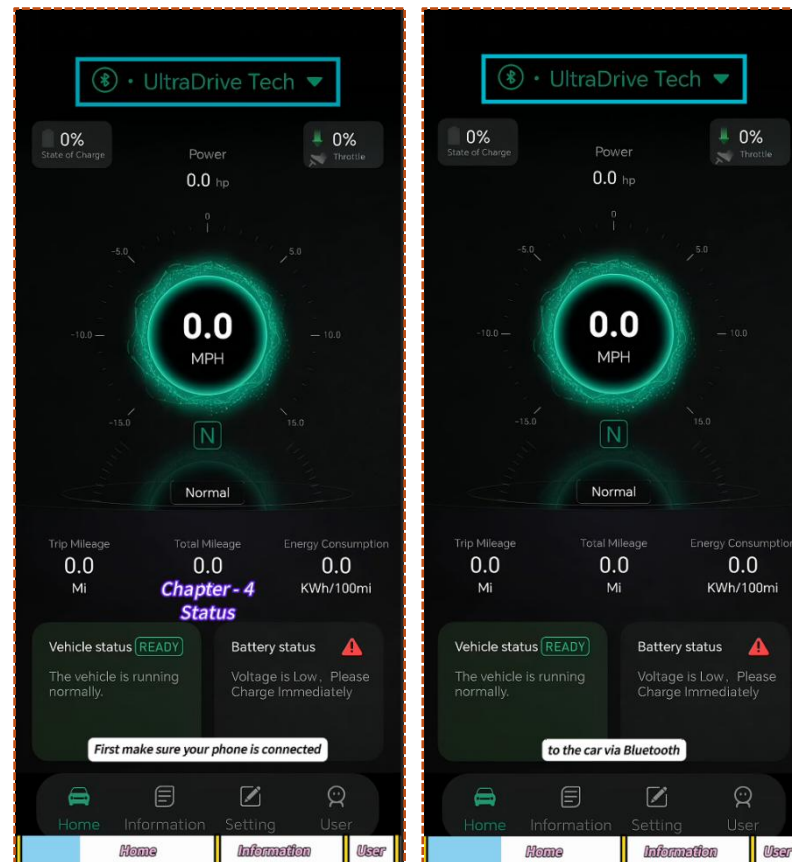 • UltraDrive Tech
0%
State of Charge
0%
Throttle
Power
0.0 hp
0
-5.0
5.0
-10.0
10.0
-15.0
15.0
0.0
MPH
N
Normal
Trip Mileage
0.0
Mi
Total Mileage
0.0
Energy Consumption
0.0
KWh/100mi
Chapter - 4
Status
Vehicle status READY
The vehicle is running
normally.
Battery status
Voltage is Low, Please
Charge Immediately
First make sure your phone is connected
Home
Information
Setting
User
Home
Information
User
• UltraDrive Tech
0%
State of Charge
0%
Throttle
Power
0.0 hp
0
-5.0
5.0
-10.0
10.0
-15.0
15.0
0.0
MPH
N
Normal
Trip Mileage
0.0
Mi
Total Mileage
0.0
Mi
Energy Consumption
0.0
KWh/100mi
Vehicle status READY
The vehicle is running
normally.
Battery status
Voltage is Low, Please
Charge Immediately
to the car via Bluetooth
Home
Information
Setting
User
Home
Information
User